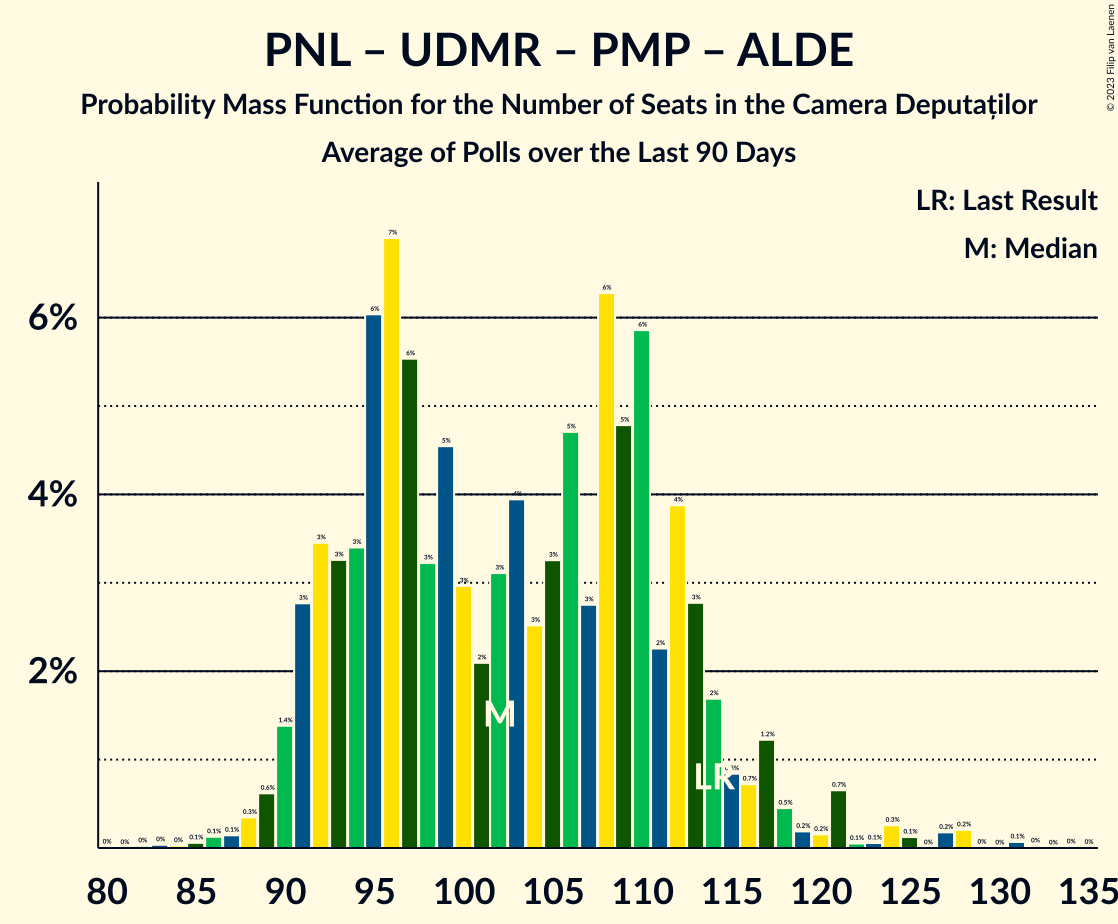 PNL – UDMR – PMP – ALDE
Probability Mass Function for the Number of Seats in the Camera Deputaților
Average of Polls over the Last 90 Days
© 2023 Filip van Laenen
LR: Last Result
M: Median
6%
4%
2%
0% 0% 0% 0% 0% 0.1% 0.1% 0.1% 0.3% 0.6% 1.4% 3% 3% 3% 3% 6% 7% 6% 3% 5% 3% 2% 3% 4% 3% 3% 5% 3% 6% 5% 6% 2% 4% 3% 2% 0.7% 1.2% 0.5% 0.2% 0.2% 0.7% 0.1% 0.1% 0.3% 0.1% 0% 0.2% 0.2% 0% 0% 0.1% 0% 0% 0% 0%
M
LR
80 85 90 95 100 105 110 115 120 125 130 135